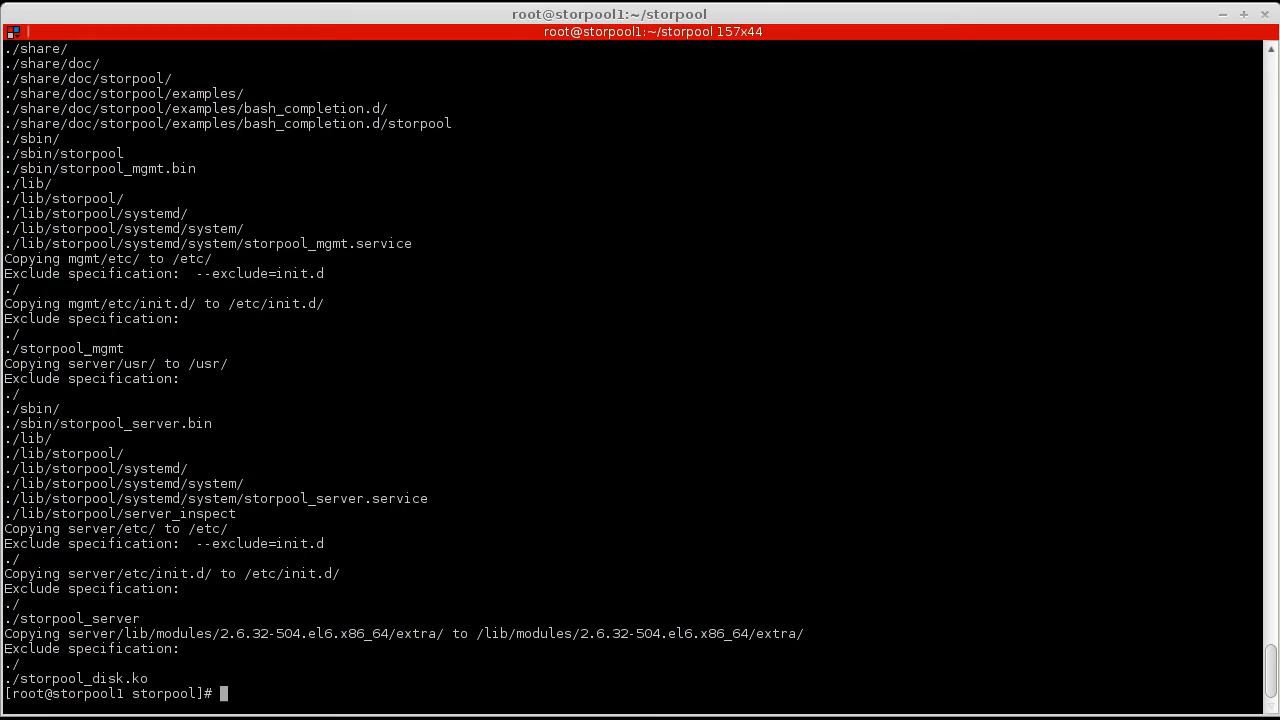 root@storpool1:~/storpool
root@storpool1:~/storpool 157x44
./share/
./share/doc/
./share/doc/storpool/
./share/doc/storpool/examples/
./share/doc/storpool/examples/bash_completion.d/
./share/doc/storpool/examples/bash_completion.d/storpool
./sbin/
./sbin/storpool
./sbin/storpool_mgmt.bin
./lib/
./lib/storpool/
./lib/storpool/systemd/
./lib/storpool/systemd/system/
./lib/storpool/systemd/system/storpool_mgmt.service
Copying mgmt/etc/ to /etc/
Exclude specification:  --exclude=init.d
./
Copying mgmt/etc/init.d/ to /etc/init.d/
Exclude specification:
./
./storpool_mgmt
Copying server/usr/ to /usr/
Exclude specification:
./
./sbin/
./sbin/storpool_server.bin
./lib/
./lib/storpool/
./lib/storpool/systemd/
./lib/storpool/systemd/system/
./lib/storpool/systemd/system/storpool_server.service
./lib/storpool/server_inspect
Copying server/etc/ to /etc/
Exclude specification:  --exclude=init.d
./
Copying server/etc/init.d/ to /etc/init.d/
Exclude specification:
./
./storpool_server
Copying server/lib/modules/2.6.32-504.el6.x86_64/extra/ to /lib/modules/2.6.32-504.el6.x86_64/extra/
Exclude specification:
./
./storpool_disk.ko
[root@storpool1 storpool]#